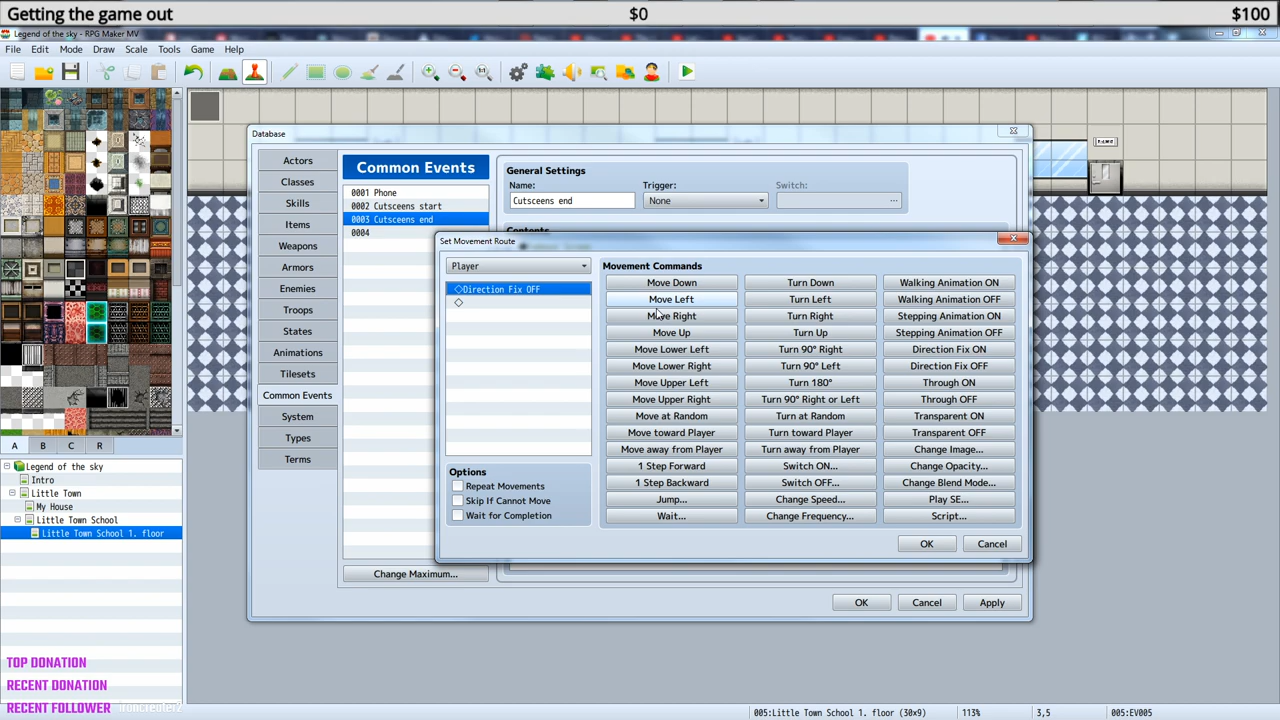 Getting the game out
$0
$100
Legend of the sky - RPG Maker MV
File Edit Mode Draw Scale Tools Game Help
1:1
Database
Actors
Classes
Skills
Items
Weapons
Armors
Enemies
Troops
States
Animations
Tilesets
Common Events
System
Types
Terms
Common Events
0001 Phone
0002 Cutsceens start
0003 Cutsceens end
0004
Change Maximum...
General Settings
Name:
Trigger:
Switch:
Cutsceens end
None
...
Contents
Set Movement Route
Player
◇Direction Fix OFF
◇
Options
Repeat Movements
Skip If Cannot Move
Wait for Completion
Movement Commands
Move Down Turn Down Walking Animation ON
Move Left Turn Left Walking Animation OFF
Move Right Turn Right Stepping Animation ON
Move Up Turn Up Stepping Animation OFF
Move Lower Left Turn 90° Right Direction Fix ON
Move Lower Right Turn 90° Left Direction Fix OFF
Move Upper Left Turn 180° Through ON
Move Upper Right Turn 90° Right or Left Through OFF
Move at Random Turn at Random Transparent ON
Move toward Player Turn toward Player Transparent OFF
Move away from Player Turn away from Player Change Image...
1 Step Forward Switch ON... Change Opacity...
1 Step Backward Switch OFF... Change Blend Mode...
Jump... Change Speed... Play SE...
Wait... Change Frequency... Script...
OK Cancel
OK Cancel Apply
A B C R
Legend of the sky
Intro
Little Town
My House
Little Town School
Little Town School 1. floor
TOP DONATION
RECENT DONATION
RECENT FOLLOWER
005:Little Town School 1. floor (30x9) 113% 3,5 005:EV005